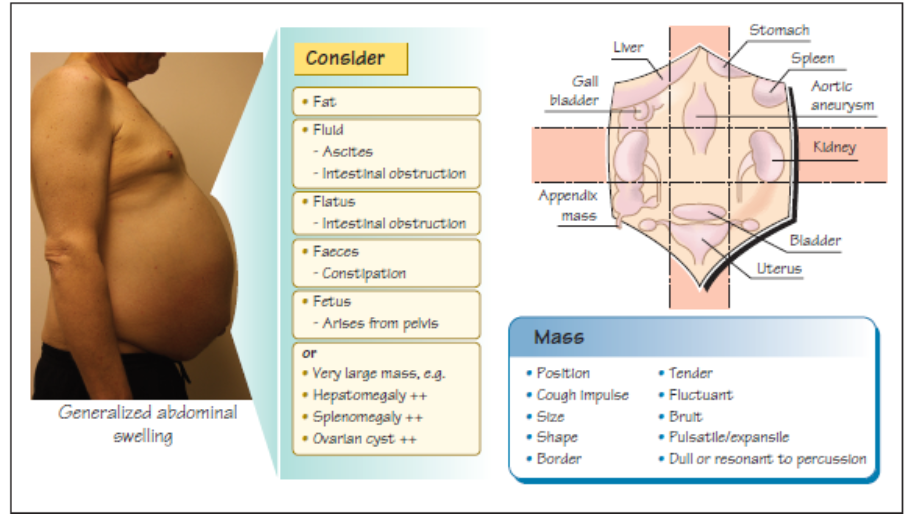 Generalized abdominal
swelling
Consider
• Fat
• Fluid
- Ascites
- Intestinal obstruction
• Flatus
- Intestinal obstruction
• Faeces
- Constipation
• Fetus
- Arises from pelvis
or
• Very large mass, e.g.
• Hepatomegaly ++
• Splenomegaly ++
• Ovarian cyst ++
Stomach
Liver
Spleen
Gall
bladder
Aortic
aneurysm
Kidney
Appendix
mass
Bladder
Uterus
Mass
• Position
• Cough impulse
• Size
• Shape
• Border
• Tender
• Fluctuant
• Bruit
• Pulsatile/expansile
• Dull or resonant to percussion